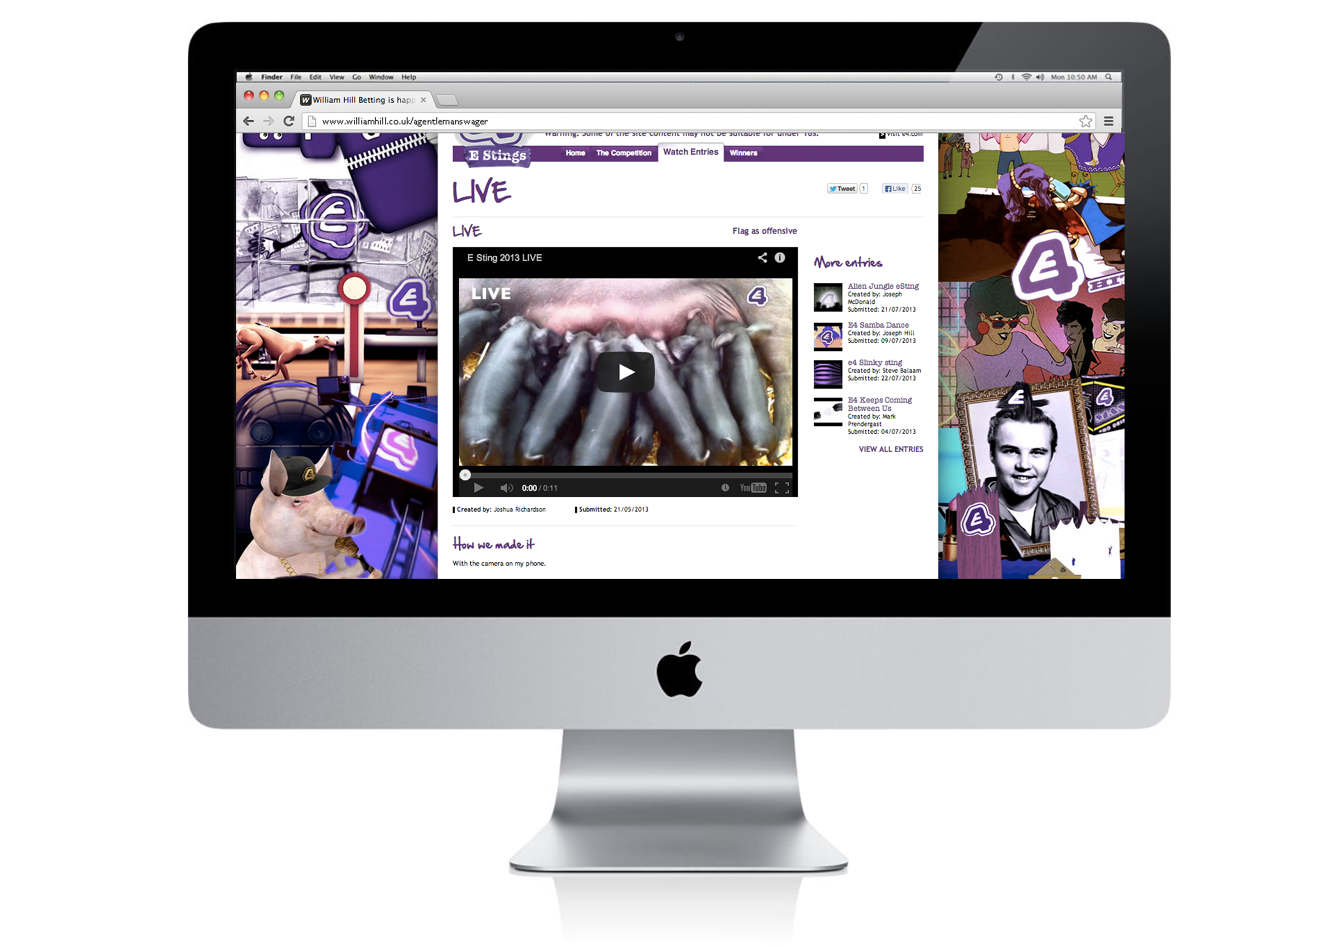 Finder File Edit View Go Window Help
Mon 10:50 AM
William Hill Betting is happ
www.williamhill.co.uk/agentlemanswager
Warning: Some of the site content may not be suitable for under 16s.
Visit e4.com
E Stings
Home The Competition Watch Entries Winners
LIVE
Tweet 1 Like 25
LIVE
Flag as offensive
E Sting 2013 LIVE
LIVE
More entries
Alien Jungle eSting
Created by: Joseph
McDonald
Submitted: 21/07/2013
E4 Samba Dance
Created by: Joseph Hill
Submitted: 09/07/2013
e4 Slinky sting
Created by: Steve Balaam
Submitted: 22/07/2013
E4 Keeps Coming
Between Us
Created by: Mark
Prendergast
Submitted: 04/07/2013
VIEW ALL ENTRIES
0:00 / 0:11
YouTube
Created by: Joshua Richardson
Submitted: 21/05/2013
How we made it
With the camera on my phone.